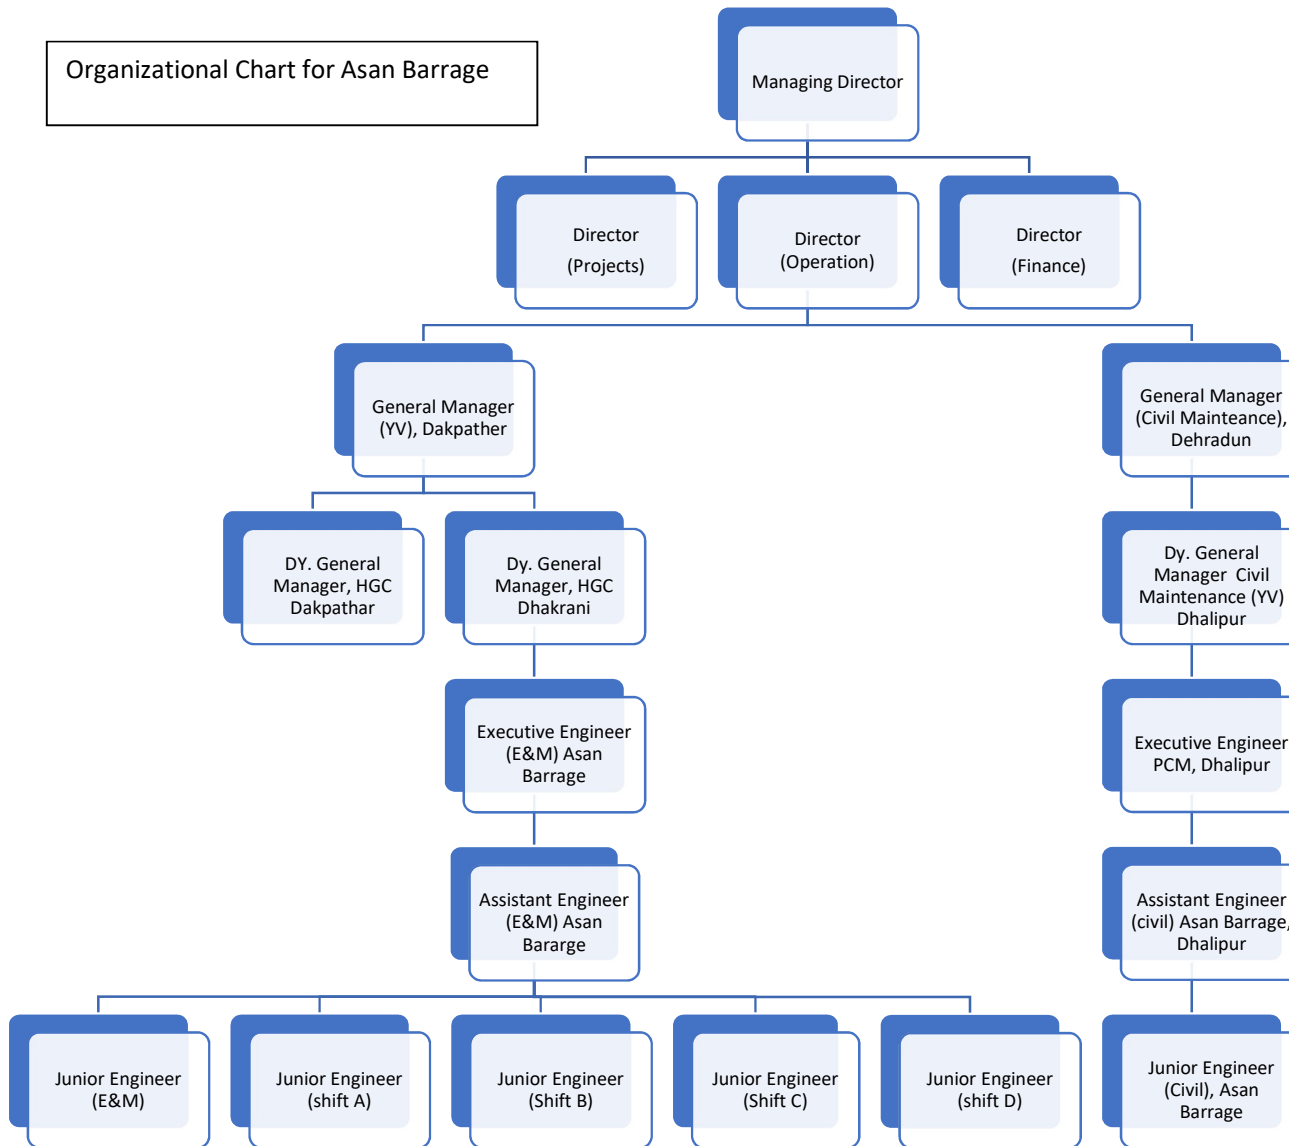 Organizational Chart for Asan Barrage
Managing Director
Director
(Projects)
Director
(Operation)
Director
(Finance)
General Manager
(YV), Dakpather
General Manager
(Civil Mainteance),
Dehradun
DY. General
Manager, HGC
Dakpathar
Dy. General
Manager, HGC
Dhakrani
Dy. General
Manager  Civil
Maintenance (YV)
Dhalipur
Executive Engineer
(E&M) Asan
Barrage
Executive Engineer
PCM, Dhalipur
Assistant Engineer
(E&M) Asan
Bararge
Assistant Engineer
(civil) Asan Barrage,
Dhalipur
Junior Engineer
(E&M)
Junior Engineer
(shift A)
Junior Engineer
(Shift B)
Junior Engineer
(Shift C)
Junior Engineer
(shift D)
Junior Engineer
(Civil), Asan
Barrage